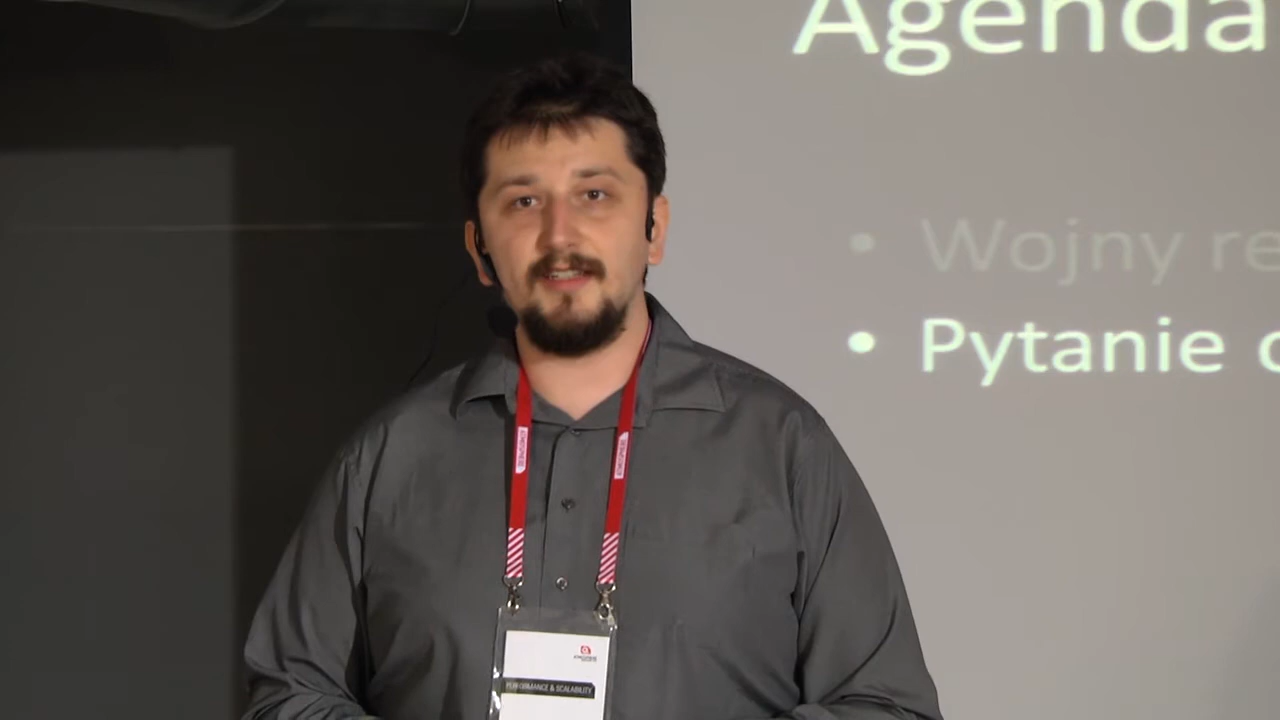 Agenda
• Wojny re
• Pytanie
PERFORMANCE & SCALABILITY